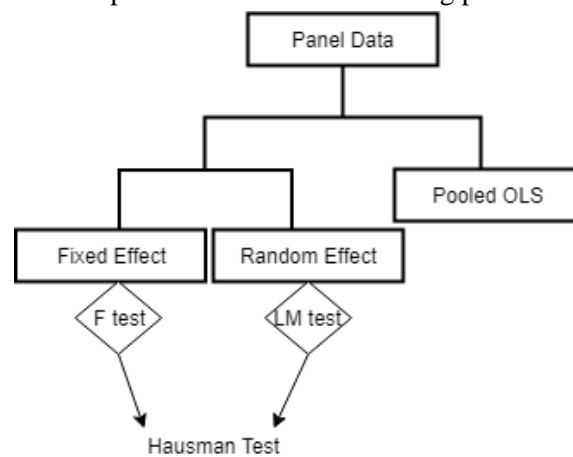 Panel Data
Pooled OLS
Fixed Effect
Random Effect
F test
LM test
Hausman Test